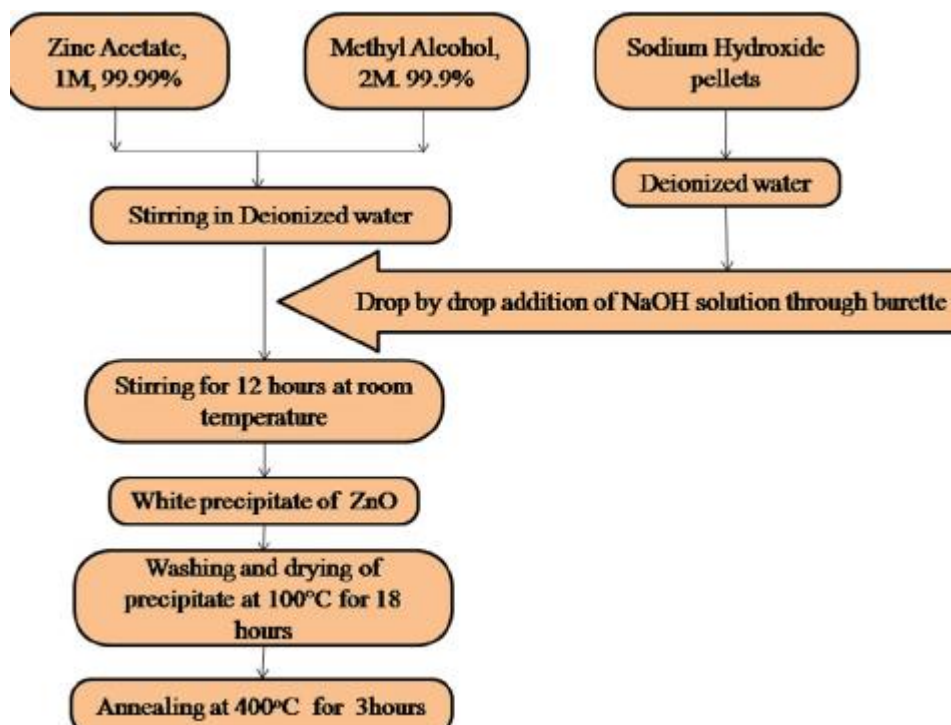 Zinc Acetate,
1M, 99.99%
Methyl Alcohol,
2M. 99.9%
Sodium Hydroxide
pellets
Stirring in Deionized water
Deionized water
Drop by drop addition of NaOH solution through burette
Stirring for 12 hours at room
temperature
White precipitate of ZnO
Washing and drying of
precipitate at 100°C for 18
hours
Annealing at 400°C for 3hours